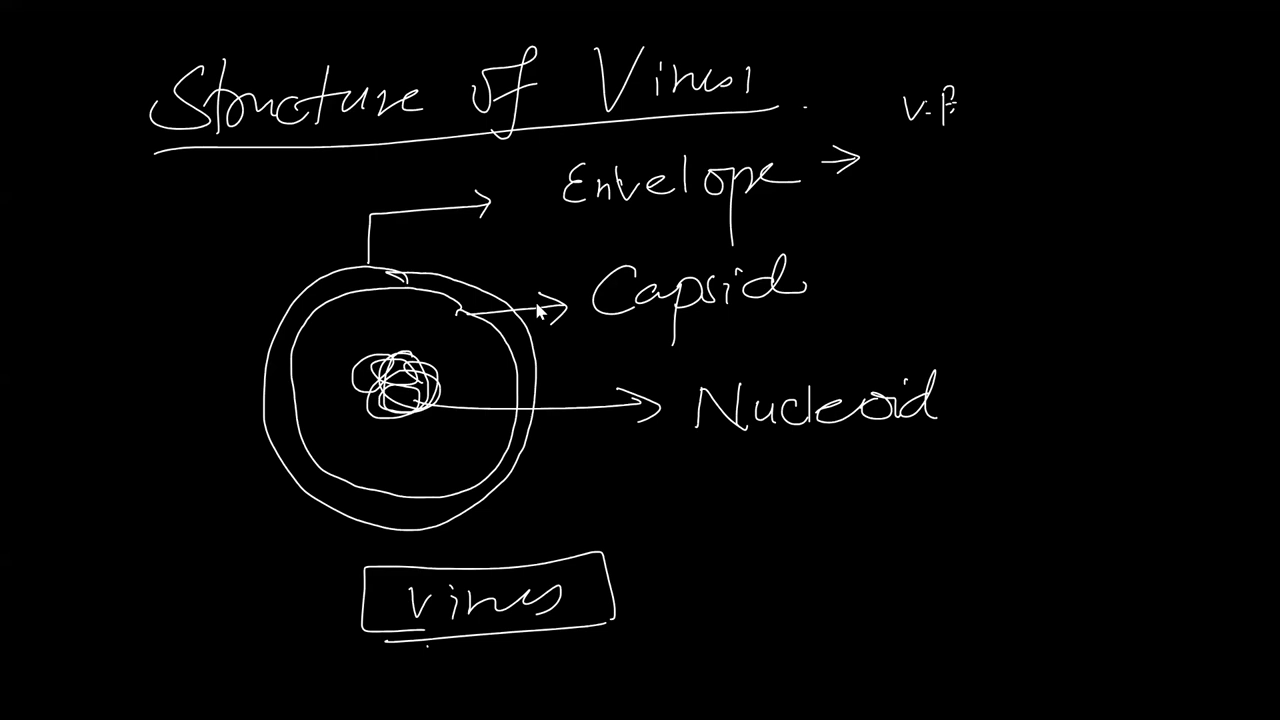 Structure of Virus.
Envelope →
Capsid
Nucleoid
virus